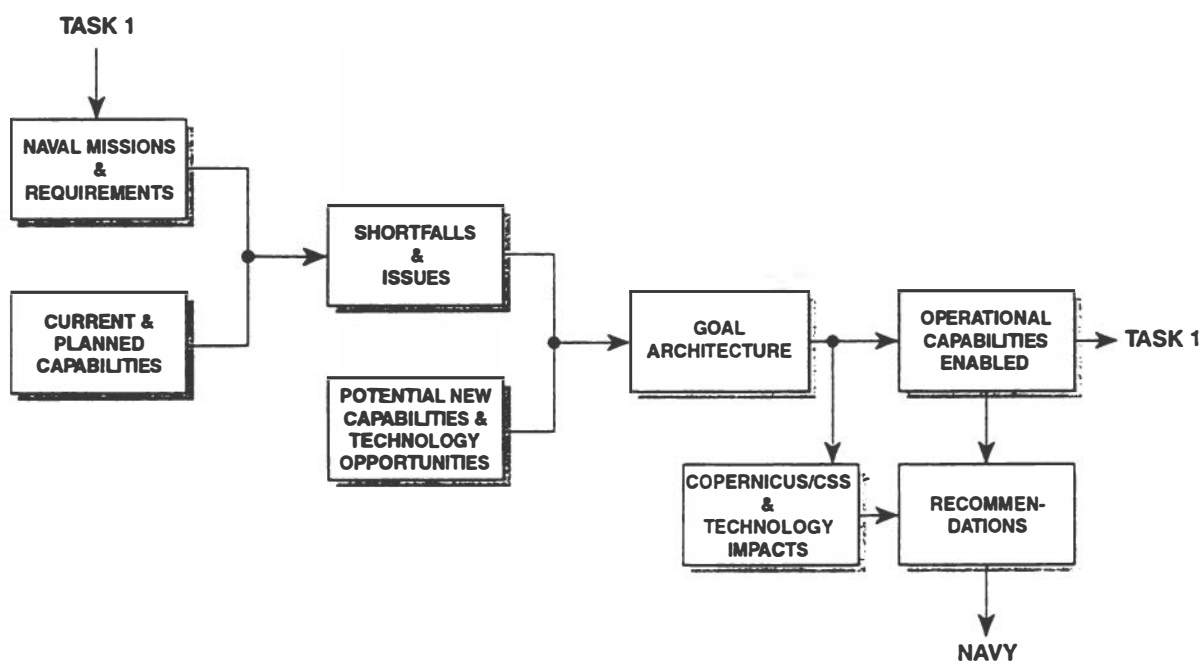 TASK 1
NAVAL MISSIONS
&
REQUIREMENTS
CURRENT &
PLANNED
CAPABILITIES
SHORTFALLS
&
ISSUES
POTENTIAL NEW
CAPABILITIES &
TECHNOLOGY
OPPORTUNITIES
GOAL
ARCHITECTURE
OPERATIONAL
CAPABILITIES
ENABLED
TASK 1
COPERNICUS/CSS
&
TECHNOLOGY
IMPACTS
RECOMMEN-
DATIONS
NAVY